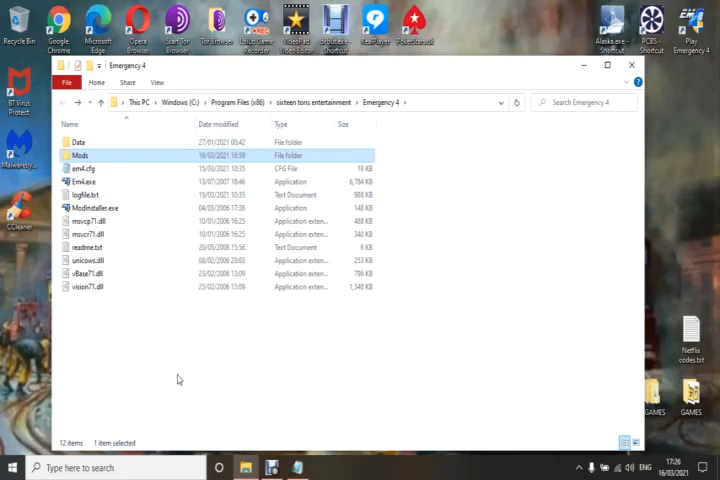 Recycle Bin
Google Chrome
Microsoft Edge
Opera Browser
Start Tor Browser
Tor Browser
Game Recorder
VideoPad Video Editor
Shortcut
RealPlayer
PokerStars.uk
Alaska.exe - Shortcut
PCBS - Shortcut
Play Emergency 4
BT Virus Protect
Malwareby...
CCleaner
Netflix codes.txt
GAMES
GAMES
Emergency 4
File Home Share View
This PC > Windows (C:) > Program Files (x86) > sixteen tons entertainment > Emergency 4 >
Search Emergency 4
Name Date modified Type Size
Data 27/01/2021 00:42 File folder
Mods 16/03/2021 16:59 File folder
em4.cfg 15/03/2021 10:35 CFG File 18 KB
Em4.exe 13/07/2007 18:46 Application 6,784 KB
logfile.txt 15/03/2021 10:35 Text Document 988 KB
ModInstaller.exe 04/03/2006 17:36 Application 148 KB
msvcp71.dll 10/01/2006 16:25 Application exten... 488 KB
msvcr71.dll 10/01/2006 16:25 Application exten... 340 KB
readme.txt 20/05/2008 15:56 Text Document 6 KB
unicows.dll 08/02/2006 23:03 Application exten... 253 KB
vBase71.dll 23/02/2006 13:09 Application exten... 796 KB
vision71.dll 23/02/2006 13:09 Application exten... 1,348 KB
12 items 1 item selected
Type here to search
ENG
17:26
16/03/2021